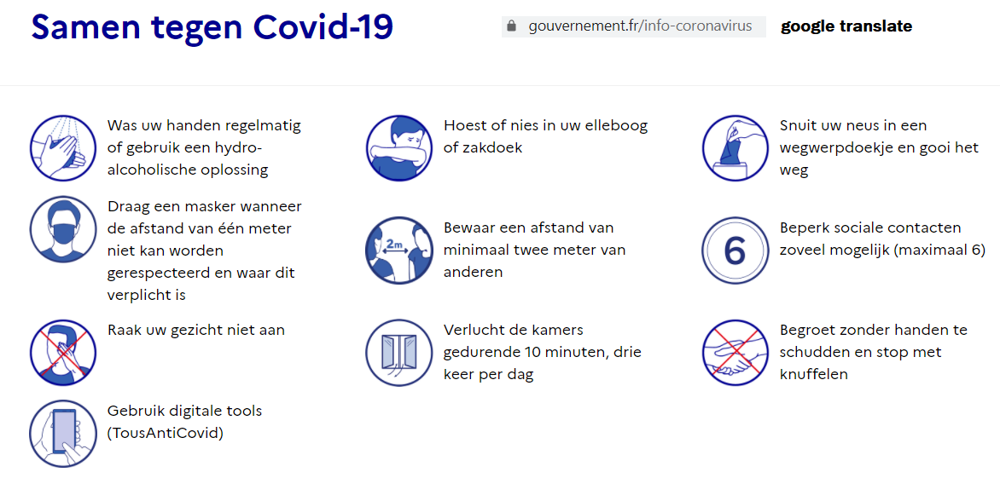 Samen tegen Covid-19
gouvernement.fr/info-coronavirus
google translate
Was uw handen regelmatig
of gebruik een hydro-
alcoholische oplossing
Hoest of nies in uw elleboog
of zakdoek
Snuit uw neus in een
wegwerpdoekje en gooi het
weg
Draag een masker wanneer
de afstand van één meter
niet kan worden
gerespecteerd en waar dit
verplicht is
2m
Bewaar een afstand van
minimaal twee meter van
anderen
6
Beperk sociale contacten
zoveel mogelijk (maximaal 6)
Raak uw gezicht niet aan
Verlucht de kamers
gedurende 10 minuten, drie
keer per dag
Begroet zonder handen te
schudden en stop met
knuffelen
Gebruik digitale tools
(TousAntiCovid)